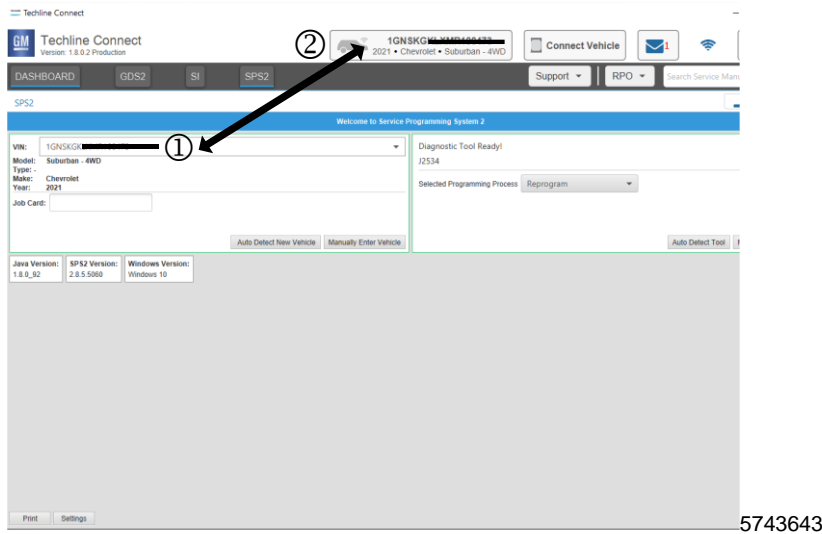 Techline Connect
GM
Techline Connect
Version: 1.8.0.2 Production
②
2021 • Chevrolet • Suburban - 4WD
Connect Vehicle
1
DASHBOARD GDS2 SI SPS2
Support
RPO
Search Service Manu
SPS2
Welcome to Service Programming System 2
VIN: 1GNSKGK
①
Model: Suburban - 4WD
Type: -
Make: Chevrolet
Year: 2021
Job Card:
Auto Detect New Vehicle Manually Enter Vehicle
Diagnostic Tool Ready!
J2534
Selected Programming Process Reprogram
Auto Detect Tool
Java Version: SPS2 Version: Windows Version:
1.8.0_92 2.8.5.5060 Windows 10
Print Settings
5743643